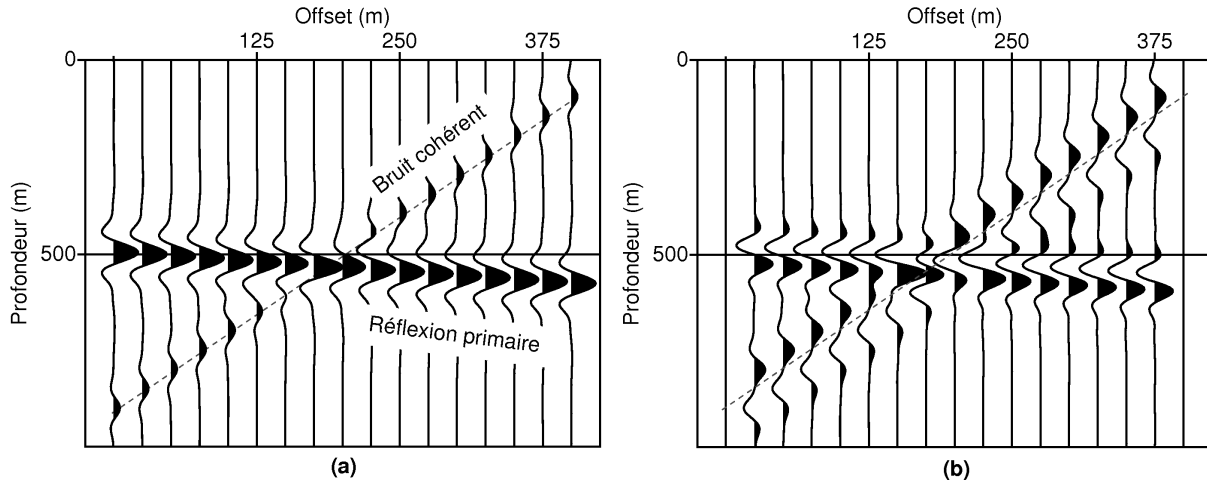 Offset (m)
125 250 375
0
500
Profondeur (m)
Bruit cohérent
Réflexion primaire
(a)
Offset (m)
125 250 375
0
500
Profondeur (m)
(b)